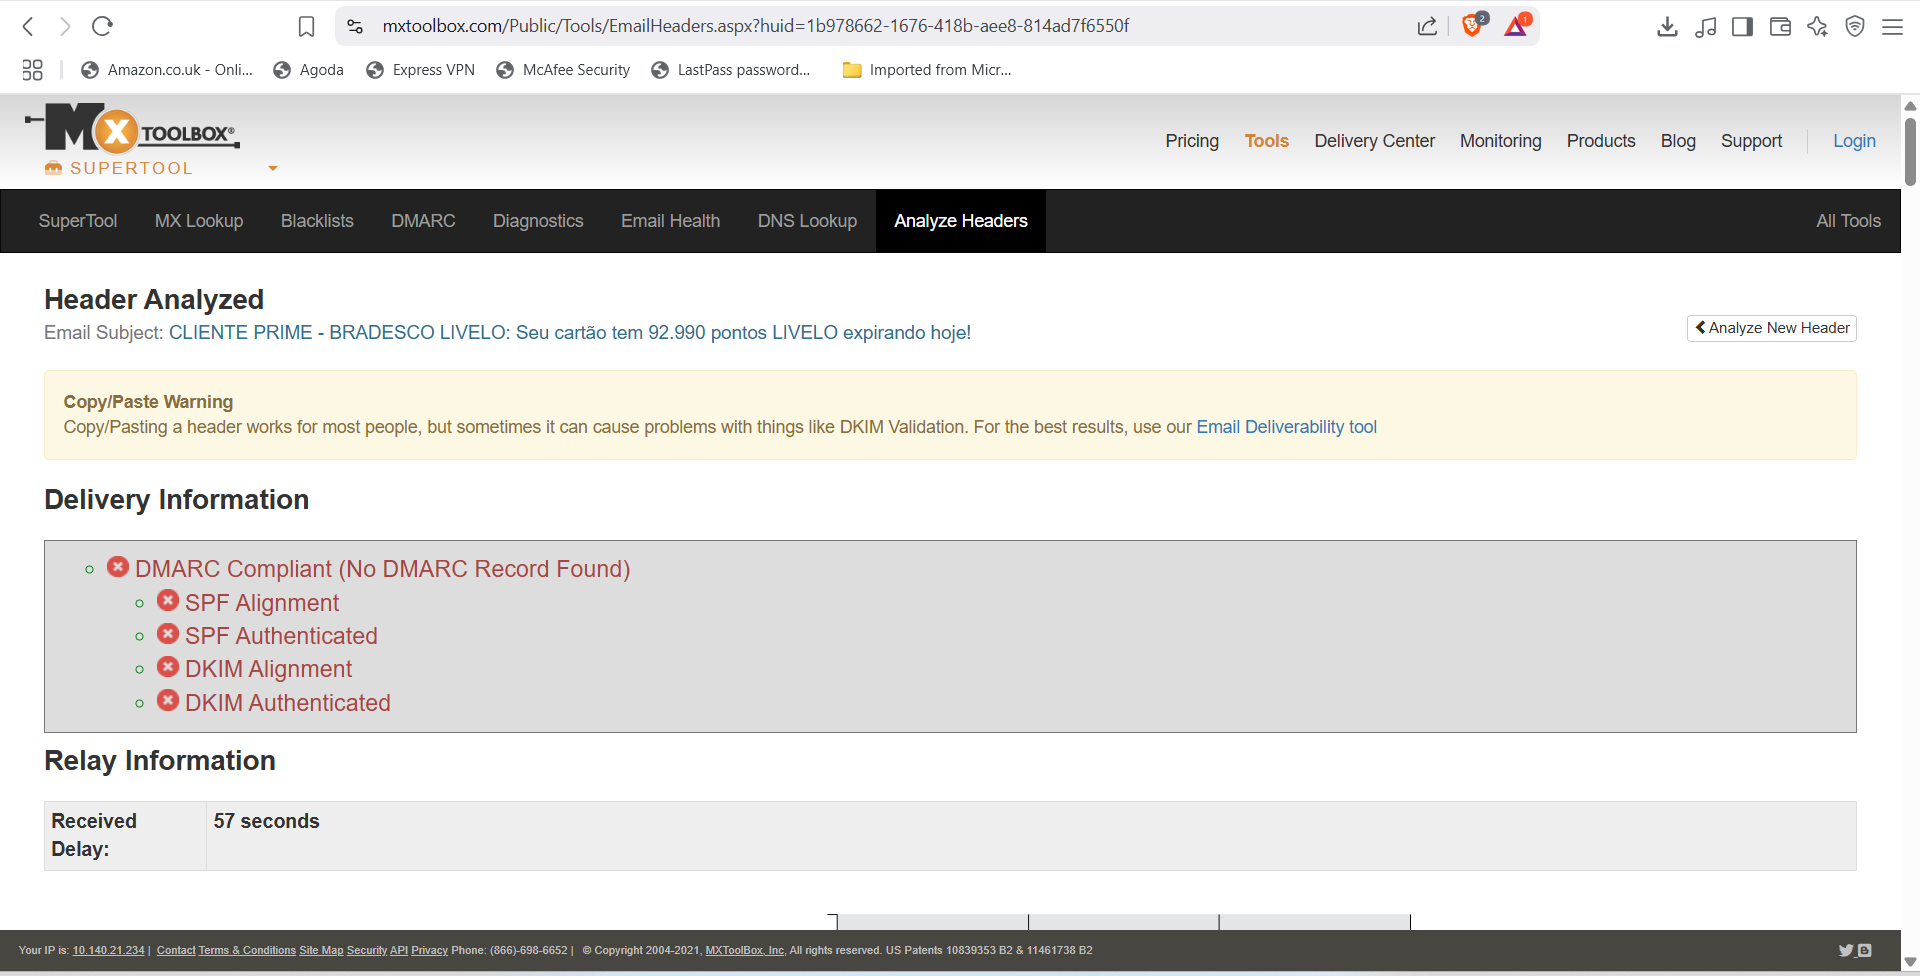 mxtoolbox.com/Public/Tools/EmailHeaders.aspx?huid=1b978662-1676-418b-aee8-814ad7f6550f
2
1
Amazon.co.uk - Onli...
Agoda
Express VPN
McAfee Security
LastPass password...
Imported from Micr...
MX TOOLBOX®
SUPERTOOL
Pricing
Tools
Delivery Center
Monitoring
Products
Blog
Support
Login
SuperTool
MX Lookup
Blacklists
DMARC
Diagnostics
Email Health
DNS Lookup
Analyze Headers
All Tools
Header Analyzed
Email Subject: CLIENTE PRIME - BRADESCO LIVELO: Seu cartão tem 92.990 pontos LIVELO expirando hoje!
Analyze New Header
Copy/Paste Warning
Copy/Pasting a header works for most people, but sometimes it can cause problems with things like DKIM Validation. For the best results, use our Email Deliverability tool
Delivery Information
DMARC Compliant (No DMARC Record Found)
SPF Alignment
SPF Authenticated
DKIM Alignment
DKIM Authenticated
Relay Information
Received
Delay:
57 seconds
Your IP is: 10.140.21.234 | Contact Terms & Conditions Site Map Security API Privacy Phone: (866)-698-6652 | © Copyright 2004-2021, MXToolBox, Inc, All rights reserved. US Patents 10839353 B2 & 11461738 B2